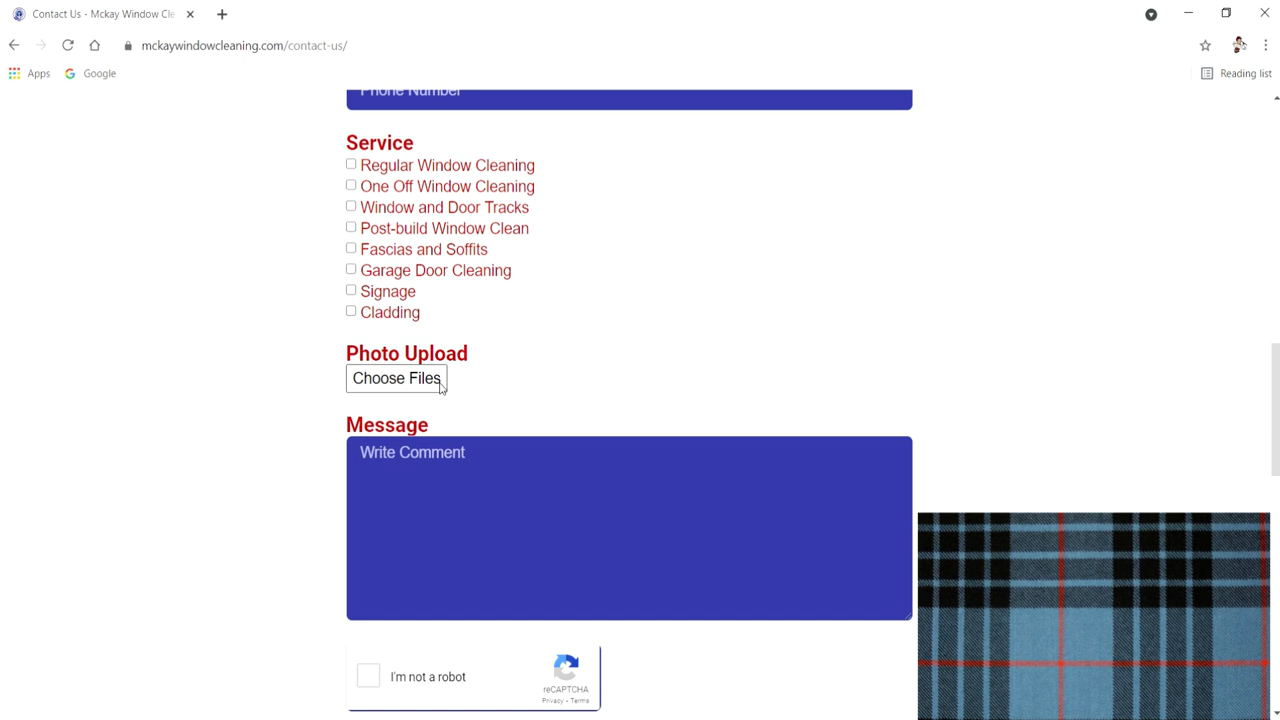 Contact Us - Mckay Window Cle
mckaywindowcleaning.com/contact-us/
Apps
Google
Reading list
Phone Number
Service
Regular Window Cleaning
One Off Window Cleaning
Window and Door Tracks
Post-build Window Clean
Fascias and Soffits
Garage Door Cleaning
Signage
Cladding
Photo Upload
Choose Files
Message
Write Comment
I'm not a robot
reCAPTCHA
Privacy - Terms